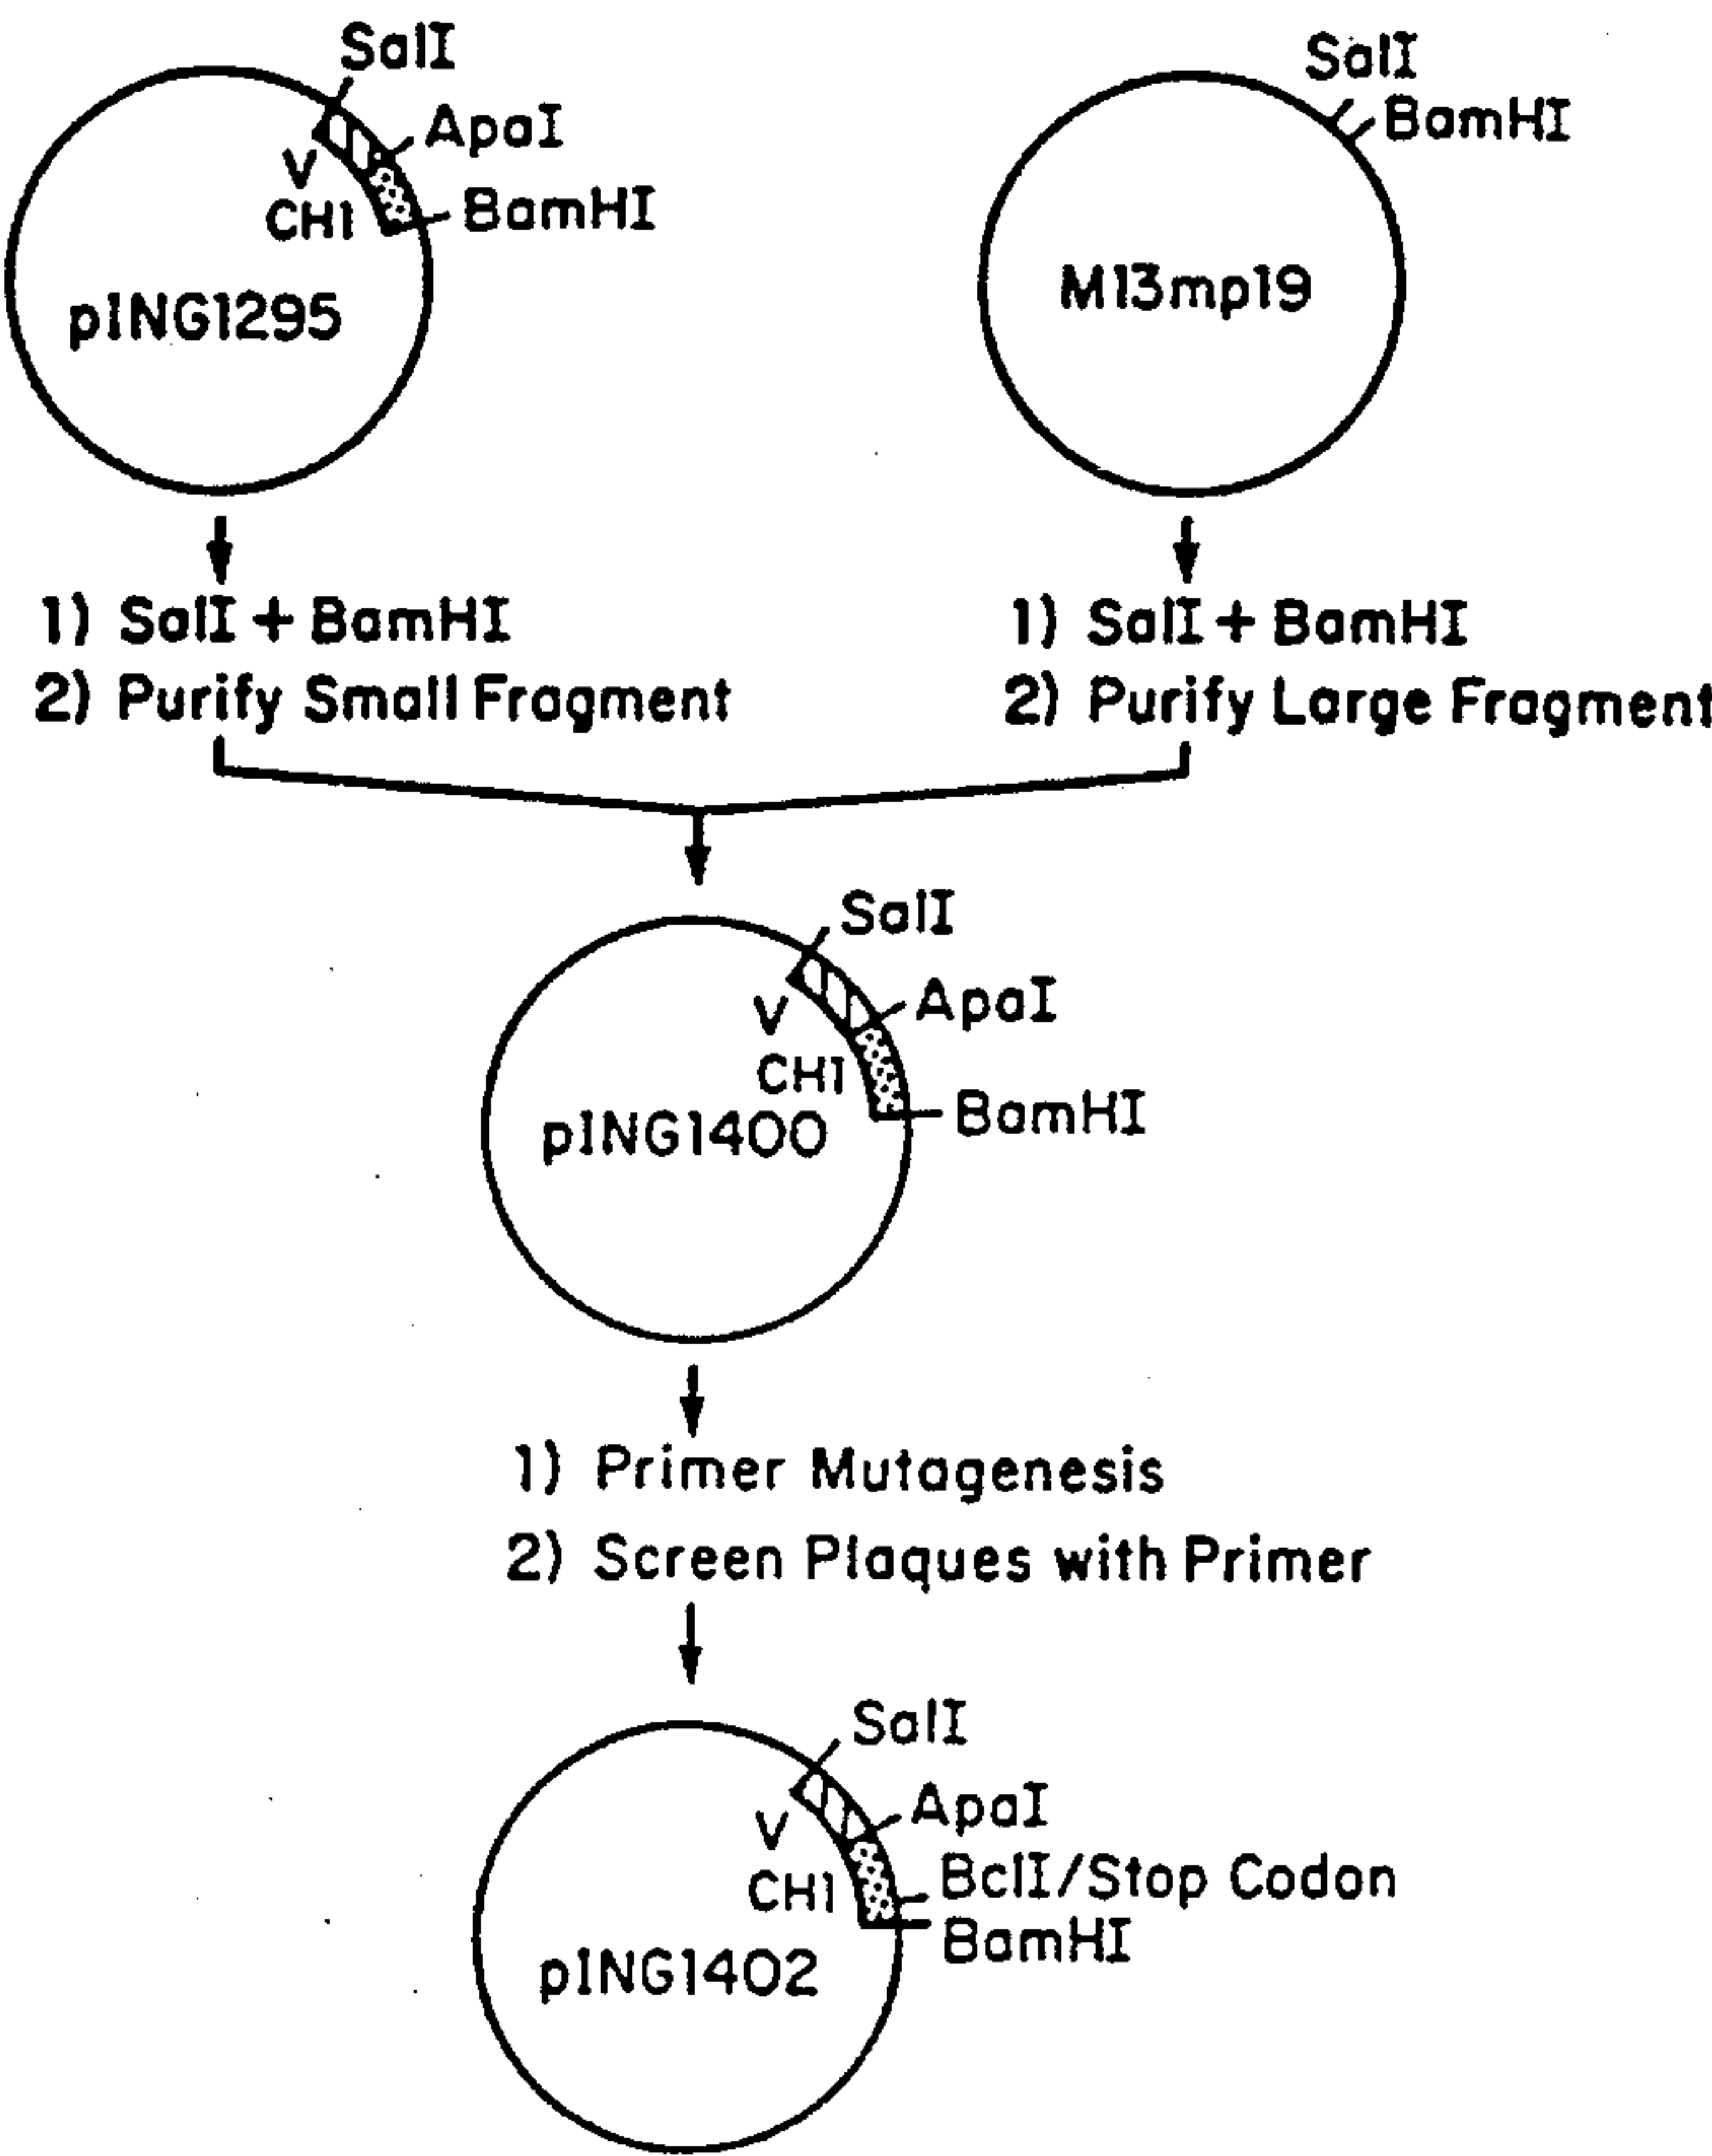 SalI
ApaI
V
CH1
BamHI
pING1295
SalI
BamHI
M13mp19
1) SalI + BamHI
2) Purify Small Fragment
1) SalI + BamHI
2) Purify Large Fragment
SalI
ApaI
V
CH1
BamHI
pING1400
1) Primer Mutagenesis
2) Screen Plaques with Primer
SalI
ApaI
V
BclI/Stop Codon
CH1
BamHI
pING1402